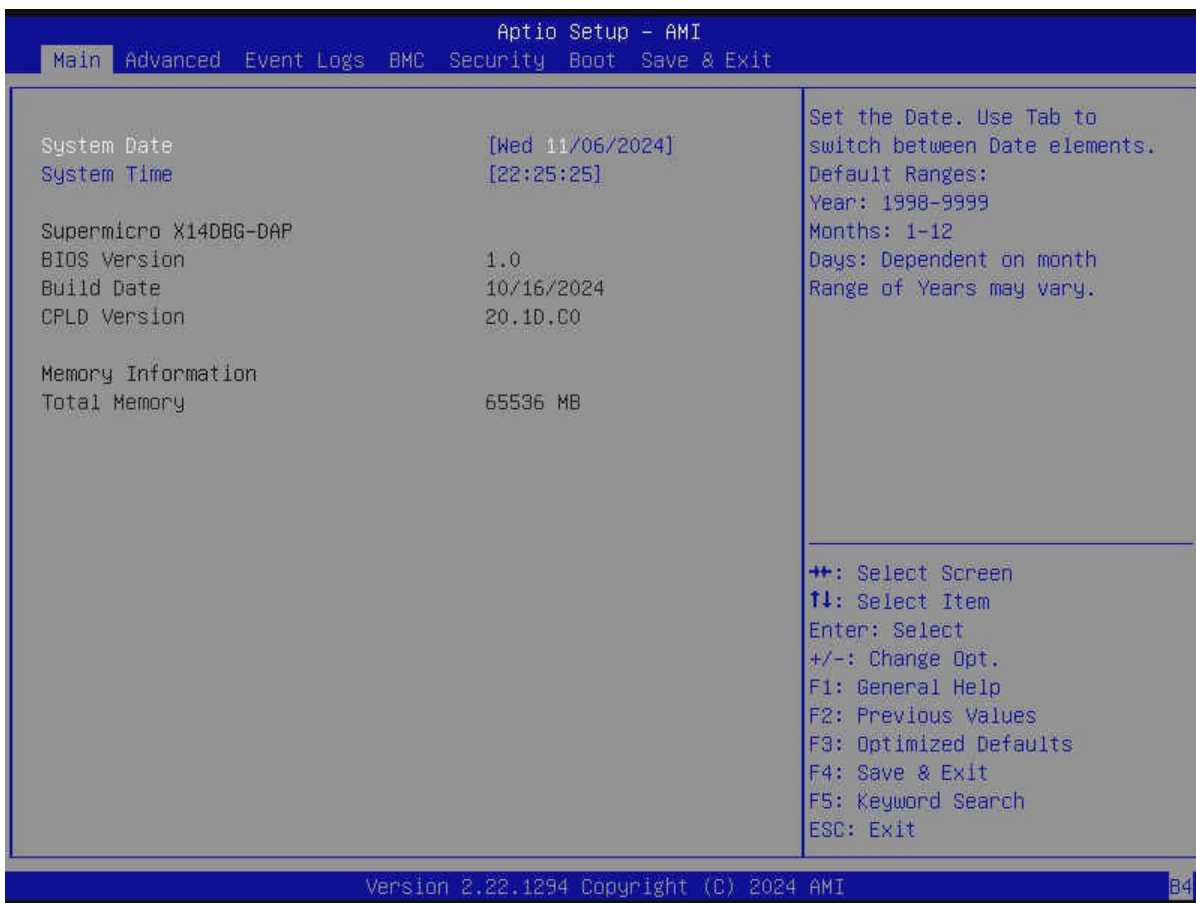 Aptio Setup – AMI
Main Advanced Event Logs BMC Security Boot Save & Exit
System Date [Wed 11/06/2024]
System Time [22:25:25]
Supermicro X14DBG-DAP
BIOS Version 1.0
Build Date 10/16/2024
CPLD Version 20.1D.C0
Memory Information
Total Memory 65536 MB
Set the Date. Use Tab to
switch between Date elements.
Default Ranges:
Year: 1998-9999
Months: 1-12
Days: Dependent on month
Range of Years may vary.
→←: Select Screen
↑↓: Select Item
Enter: Select
+/-: Change Opt.
F1: General Help
F2: Previous Values
F3: Optimized Defaults
F4: Save & Exit
F5: Keyword Search
ESC: Exit
Version 2.22.1294 Copyright (C) 2024 AMI
B4